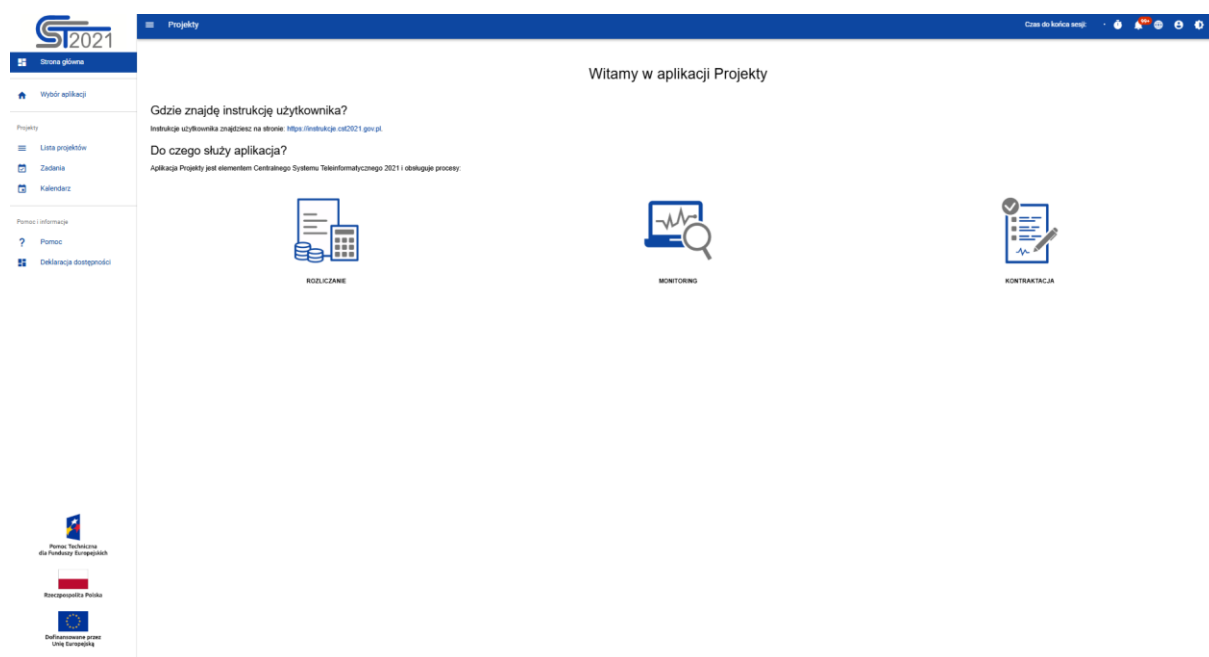 ST2021
Projekty
Czas do końca sesji:
99+
Strona główna
Wybór aplikacji
Projekty
Lista projektów
Zadania
Kalendarz
Pomoc i informacje
Pomoc
Deklaracja dostępności
Witamy w aplikacji Projekty
Gdzie znajdę instrukcję użytkownika?
Instrukcje użytkownika znajdziesz na stronie: https://instrukcje.cst2021.gov.pl.
Do czego służy aplikacja?
Aplikacja Projekty jest elementem Centralnego Systemu Teleinformatycznego 2021 i obsługuje procesy:
ROZLICZANIE
MONITORING
KONTRAKTACJA
Pomoc Techniczna
dla Funduszy Europejskich
Rzeczpospolita Polska
Dofinansowane przez
Unię Europejską